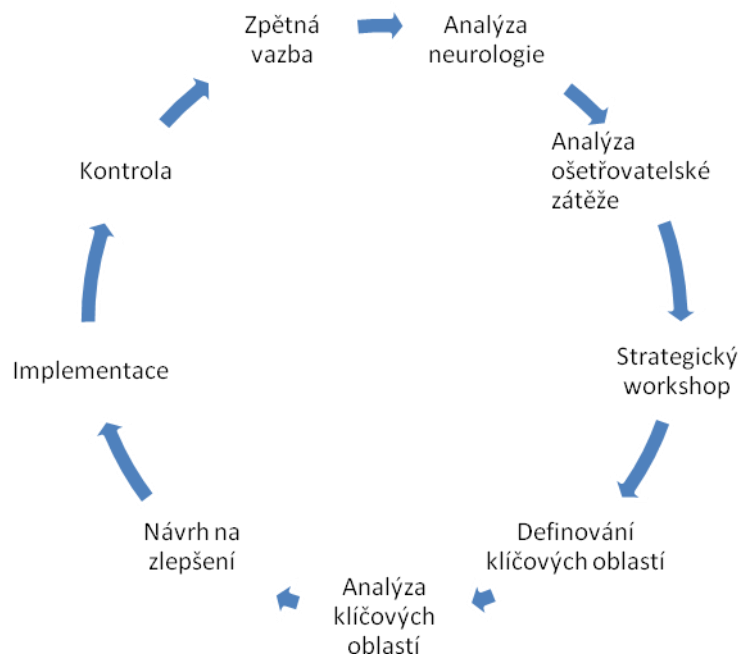 Zpětná
vazba
Analýza
neurologie
Analýza
ošetřovatelské
zátěže
Strategický
workshop
Definování
klíčových oblastí
Analýza
klíčových
oblastí
Návrh na
zlepšení
Implementace
Kontrola